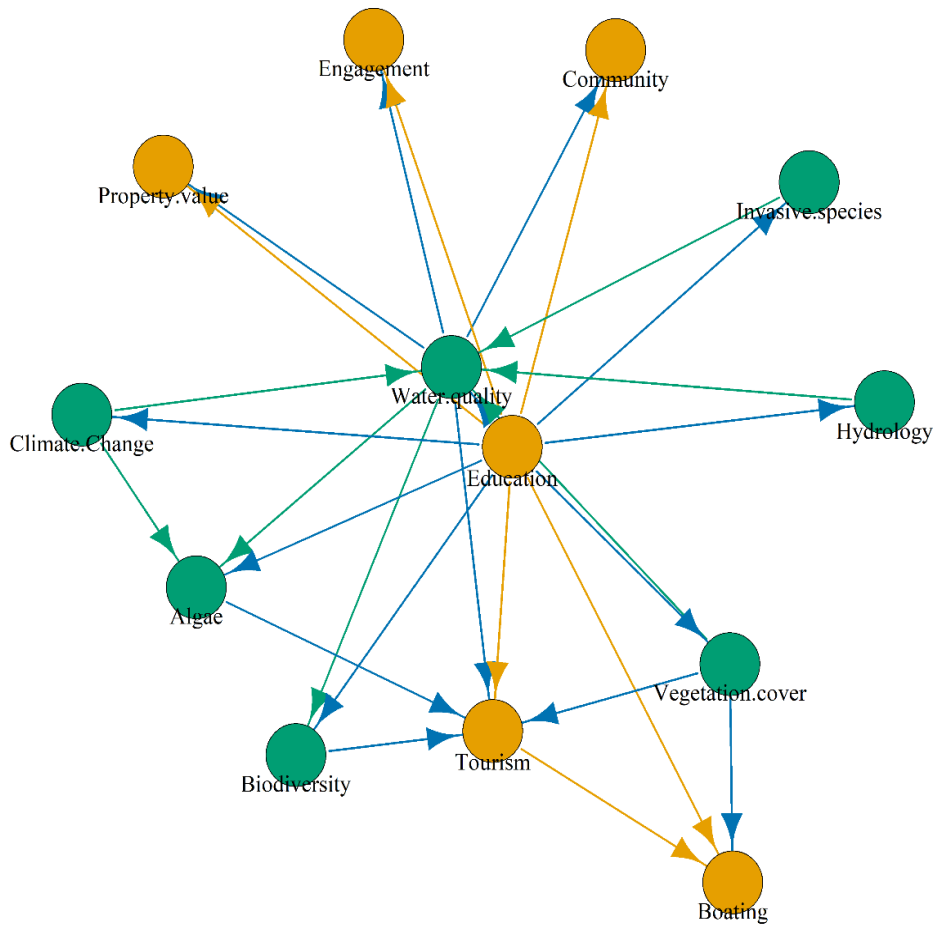 Engagement
Community
Property.value
Invasive.species
Water.quality
Climate.Change
Hydrology
Education
Algae
Vegetation.cover
Biodiversity
Tourism
Boating